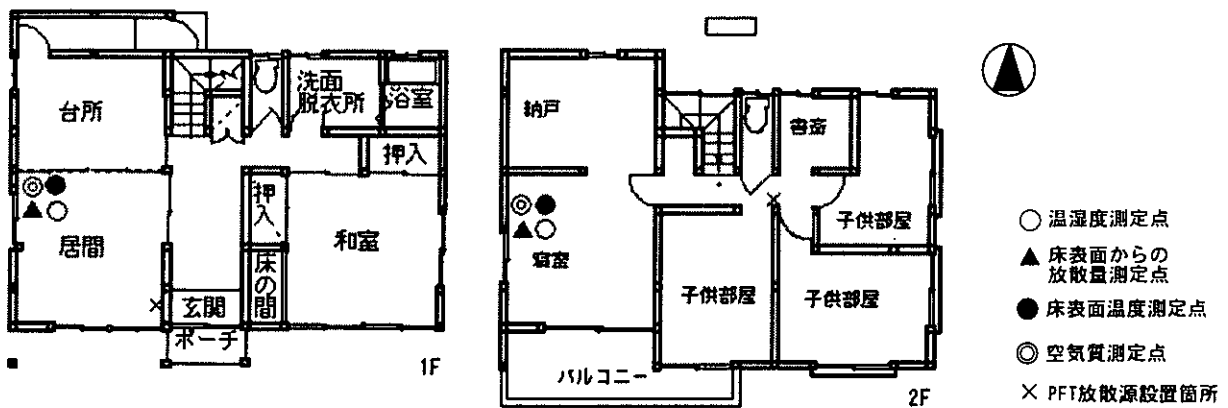 台所
洗面
脱衣所
浴室
押入
押入
居間
和室
床の間
玄関
ポーチ
1F
納戸
書斎
寝室
子供部屋
子供部屋
子供部屋
バルコニー
2F
○ 温湿度測定点
▲ 床表面からの
放散量測定点
● 床表面温度測定点
◎ 空気質測定点
× PFT放散源設置箇所